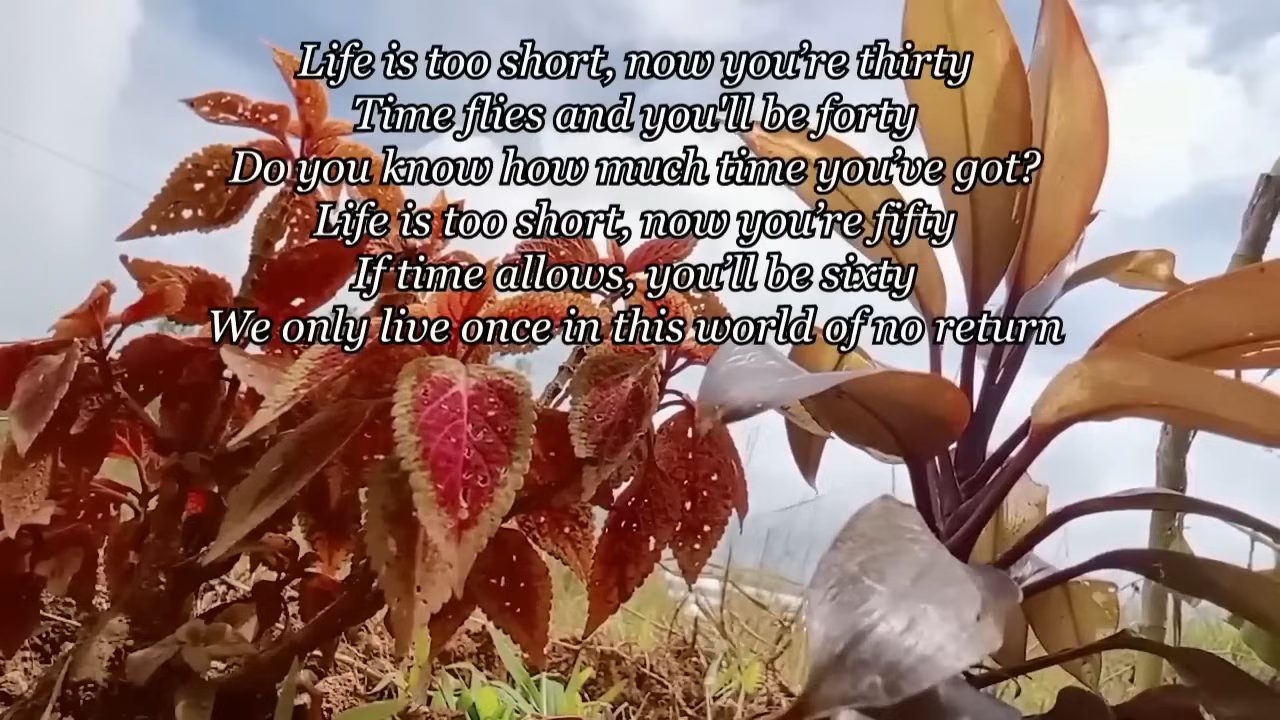 Life is too short, now you’re thirty
Time flies and you'll be forty
Do you know how much time you’ve got?
Life is too short, now you’re fifty
If time allows, you’ll be sixty
We only live once in this world of no return